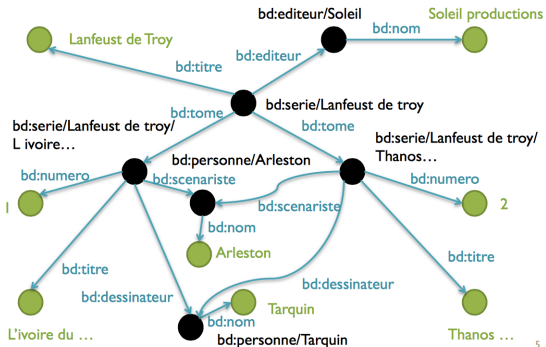 bd:editeur/Soleil
Soleil productions
bd:nom
Lanfeust de Troy
bd:editeur
bd:titre
bd:serie/Lanfeust de troy
bd:tome
bd:tome
bd:serie/Lanfeust de troy/
L ivoire…
bd:serie/Lanfeust de troy/
Thanos…
bd:personne/Arleston
bd:numero
bd:scenariste
bd:numero
1
bd:scenariste
2
bd:nom
Arleston
bd:titre
bd:titre
bd:dessinateur
bd:dessinateur
L'ivoire du …
Tarquin
bd:nom
bd:personne/Tarquin
Thanos …
5